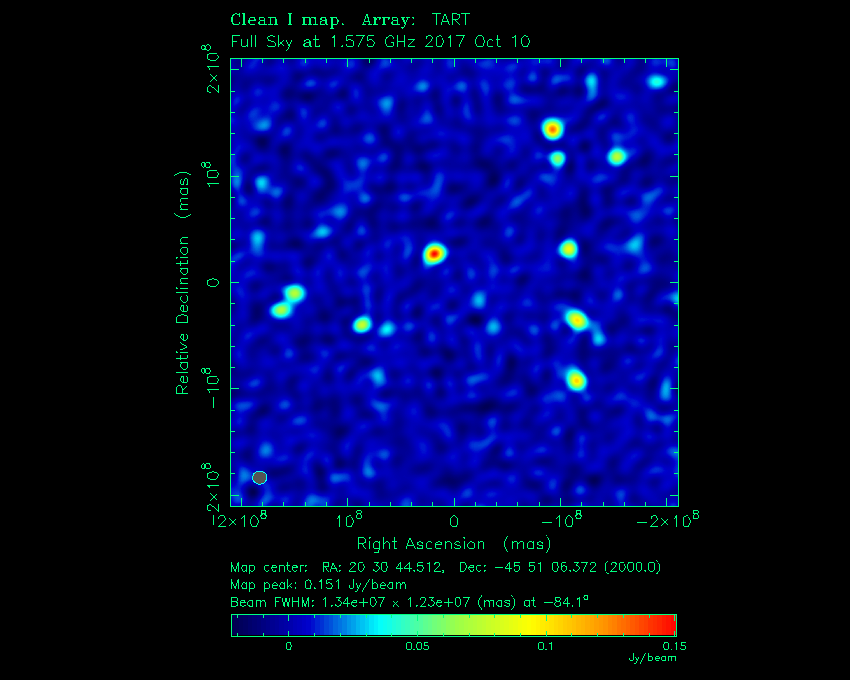 Clean I map. Array: TART
Full Sky at 1.575 GHz 2017 Oct 10
2×10⁸
10⁸
0
−10⁸
−2×10⁸
Relative Declination (mas)
2×10⁸ 10⁸ 0 −10⁸ −2×10⁸
Right Ascension (mas)
Map center: RA: 20 30 44.512, Dec: −45 51 06.372 (2000.0)
Map peak: 0.151 Jy/beam
Beam FWHM: 1.34e+07 x 1.23e+07 (mas) at −84.1°
0 0.05 0.1 0.15
Jy/beam